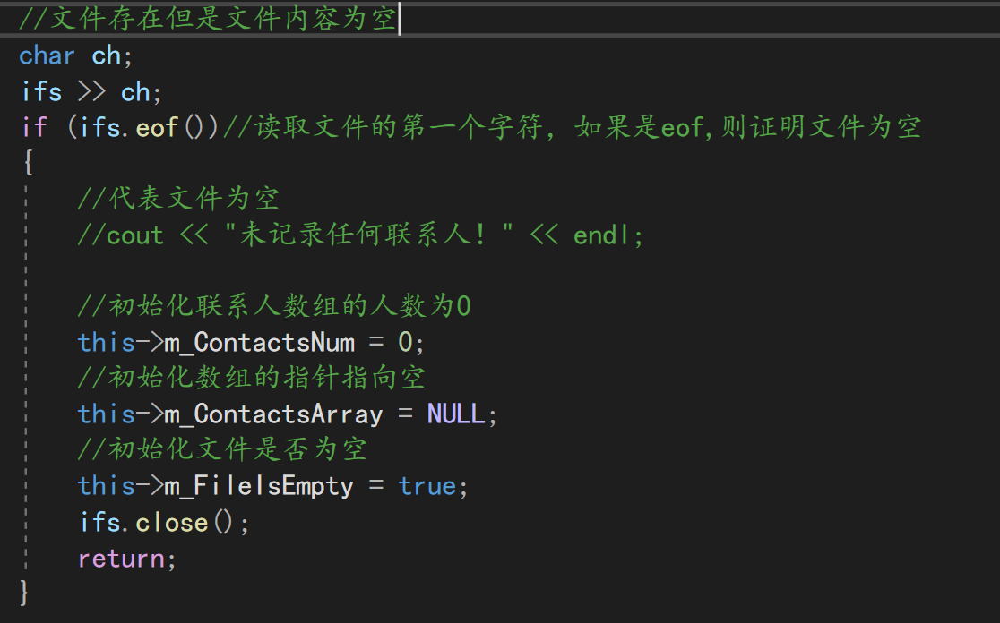 //文件存在但是文件内容为空
char ch;
ifs >> ch;
if (ifs.eof())//读取文件的第一个字符，如果是eof,则证明文件为空
{
//代表文件为空
//cout << "未记录任何联系人！" << endl;
//初始化联系人数组的人数为0
this->m_ContactsNum = 0;
//初始化数组的指针指向空
this->m_ContactsArray = NULL;
//初始化文件是否为空
this->m_FileIsEmpty = true;
ifs.close();
return;
}